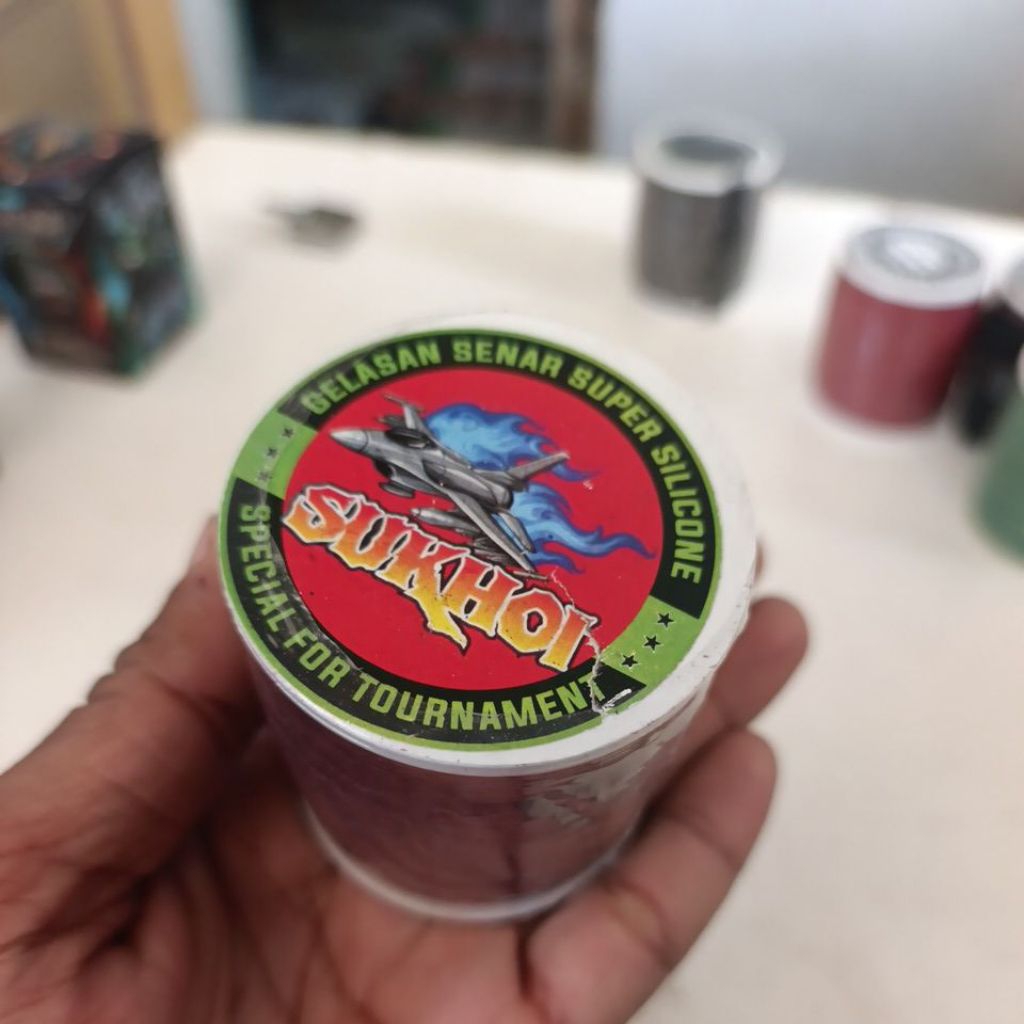 GELASAN SENAR SUPER SILICONE
SUKHOI
SPECIAL FOR TOURNAMENT